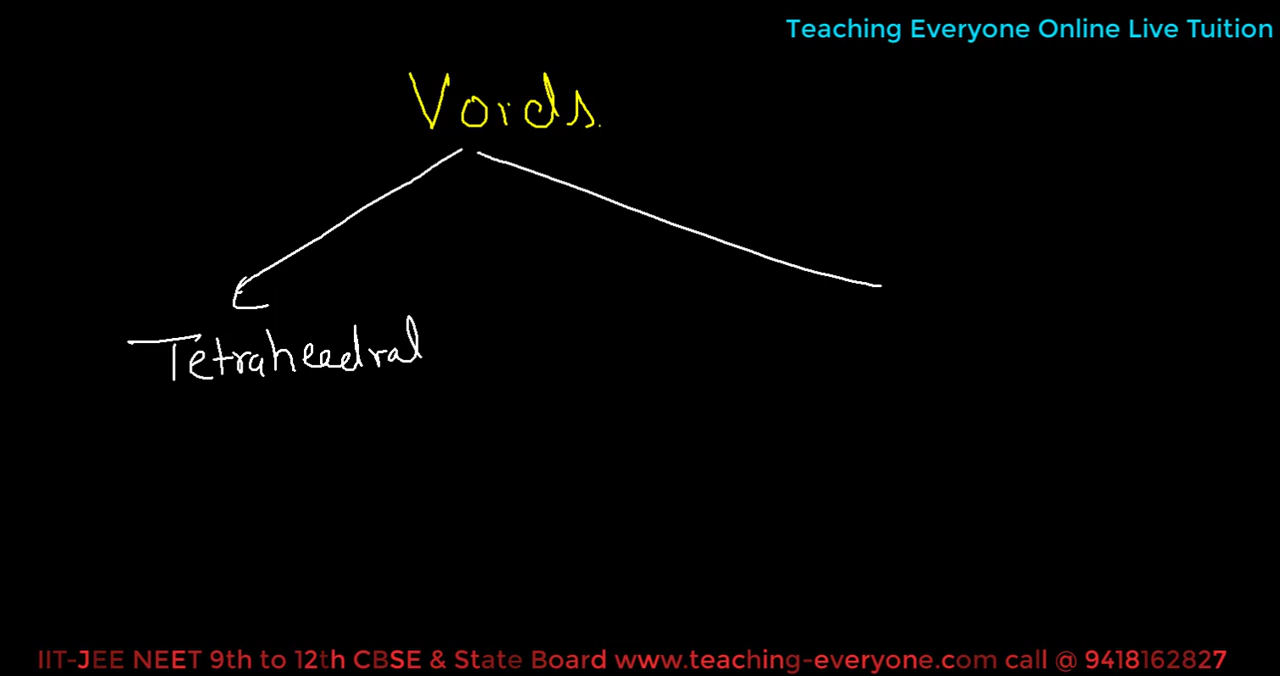 Teaching Everyone Online Live Tuition
Voids.
Tetraheedral
IIT-JEE NEET 9th to 12th CBSE & State Board www.teaching-everyone.com call @ 9418162827